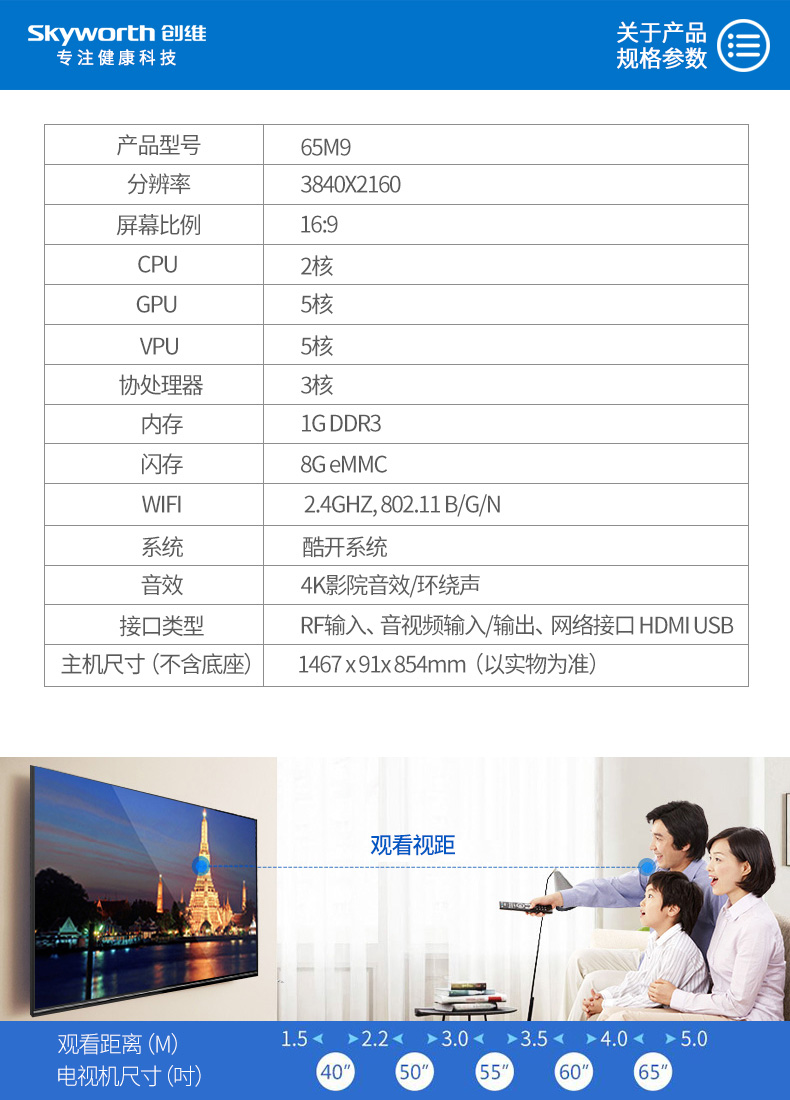 Skyworth 创维
专注健康科技
关于产品
规格参数
产品型号 65M9
分辨率 3840X2160
屏幕比例 16:9
CPU 2核
GPU 5核
VPU 5核
协处理器 3核
内存 1G DDR3
闪存 8G eMMC
WIFI 2.4GHZ, 802.11 B/G/N
系统 酷开系统
音效 4K影院音效/环绕声
接口类型 RF输入、音视频输入/输出、网络接口 HDMI USB
主机尺寸（不含底座） 1467 x 91x 854mm（以实物为准）
观看视距
观看距离（M） 1.5 2.2 3.0 3.5 4.0 5.0
电视机尺寸（吋） 40” 50” 55” 60” 65”